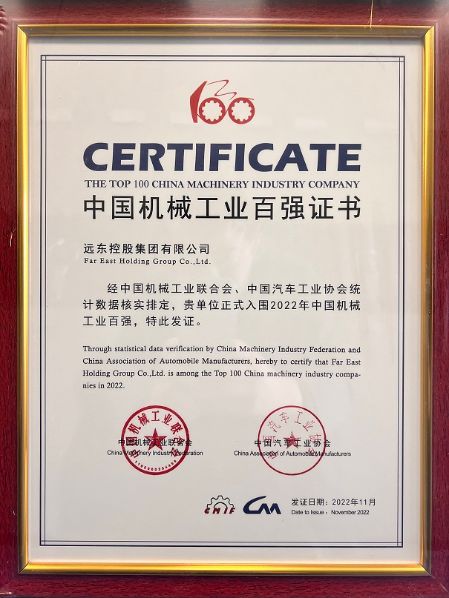 100
CERTIFICATE
THE TOP 100 CHINA MACHINERY INDUSTRY COMPANY
中国机械工业百强证书
远东控股集团有限公司
Far East Holding Group Co.,Ltd.
经中国机械工业联合会、中国汽车工业协会统
计数据核实排定，贵单位正式入围2022年中国机械
工业百强，特此发证。
Through statistical data verification by China Machinery Industry Federation and
China Association of Automobile Manufacturers, hereby to certify that Far East
Holding Group Co.,Ltd. is among the Top 100 China machinery industry compa-
nies in 2022.
中国机械工业联合会 中国汽车工业协会
China Machinery Industry Federation China Association of Automobile Manufacturers
CMIF
发证日期：2022年11月
Date to Issue： November 2022